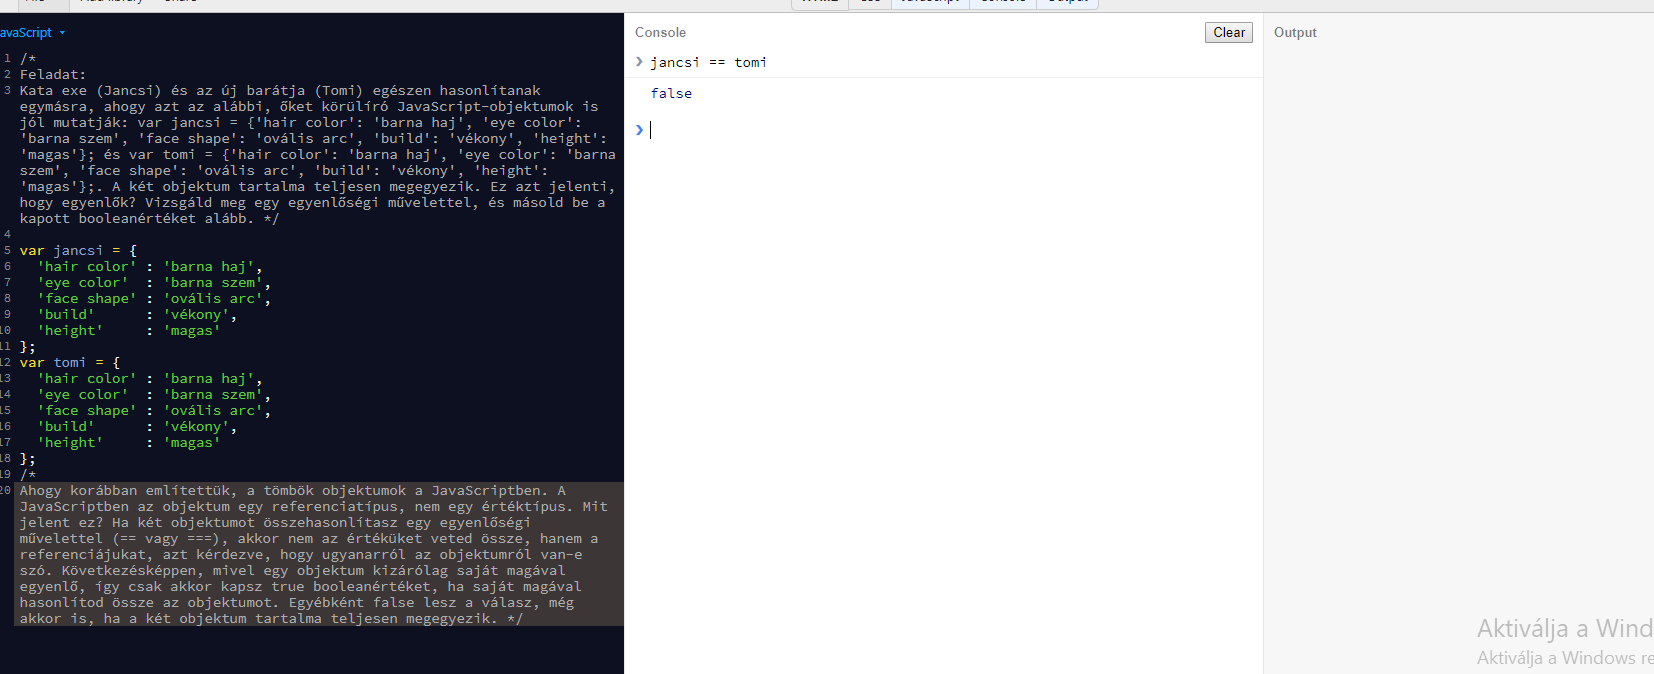 avaScript
Console
Clear
Output
1 /*
2 Feladat:
3 Kata exe (Jancsi) és az új barátja (Tomi) egészen hasonlítanak
egymásra, ahogy azt az alábbi, őket körülíró JavaScript-objektumok is
jól mutatják: var jancsi = {'hair color': 'barna haj', 'eye color':
'barna szem', 'face shape': 'ovális arc', 'build': 'vékony', 'height':
'magas'}; és var tomi = {'hair color': 'barna haj', 'eye color': 'barna
szem', 'face shape': 'ovális arc', 'build': 'vékony', 'height':
'magas'};. A két objektum tartalma teljesen megegyezik. Ez azt jelenti,
hogy egyenlők? Vizsgáld meg egy egyenlőségi művelettel, és másold be a
kapott booleanértéket alább. */
4
5 var jancsi = {
6 'hair color' : 'barna haj',
7 'eye color'  : 'barna szem',
8 'face shape' : 'ovális arc',
9 'build'      : 'vékony',
10 'height'     : 'magas'
11 };
12 var tomi = {
13 'hair color' : 'barna haj',
14 'eye color'  : 'barna szem',
15 'face shape' : 'ovális arc',
16 'build'      : 'vékony',
17 'height'     : 'magas'
18 };
19 /*
20 Ahogy korábban említettük, a tömbök objektumok a JavaScriptben. A
JavaScriptben az objektum egy referenciatípus, nem egy értéktípus. Mit
jelent ez? Ha két objektumot összehasonlítasz egy egyenlőségi
művelettel (== vagy ===), akkor nem az értéküket veted össze, hanem a
referenciájukat, azt kérdezve, hogy ugyanarról az objektumról van-e
szó. Következésképpen, mivel egy objektum kizárólag saját magával
egyenlő, így csak akkor kapsz true booleanértéket, ha saját magával
hasonlítod össze az objektumot. Egyébként false lesz a válasz, még
akkor is, ha a két objektum tartalma teljesen megegyezik. */
jancsi == tomi
false
Aktiválja a Wind
Aktiválja a Windows re